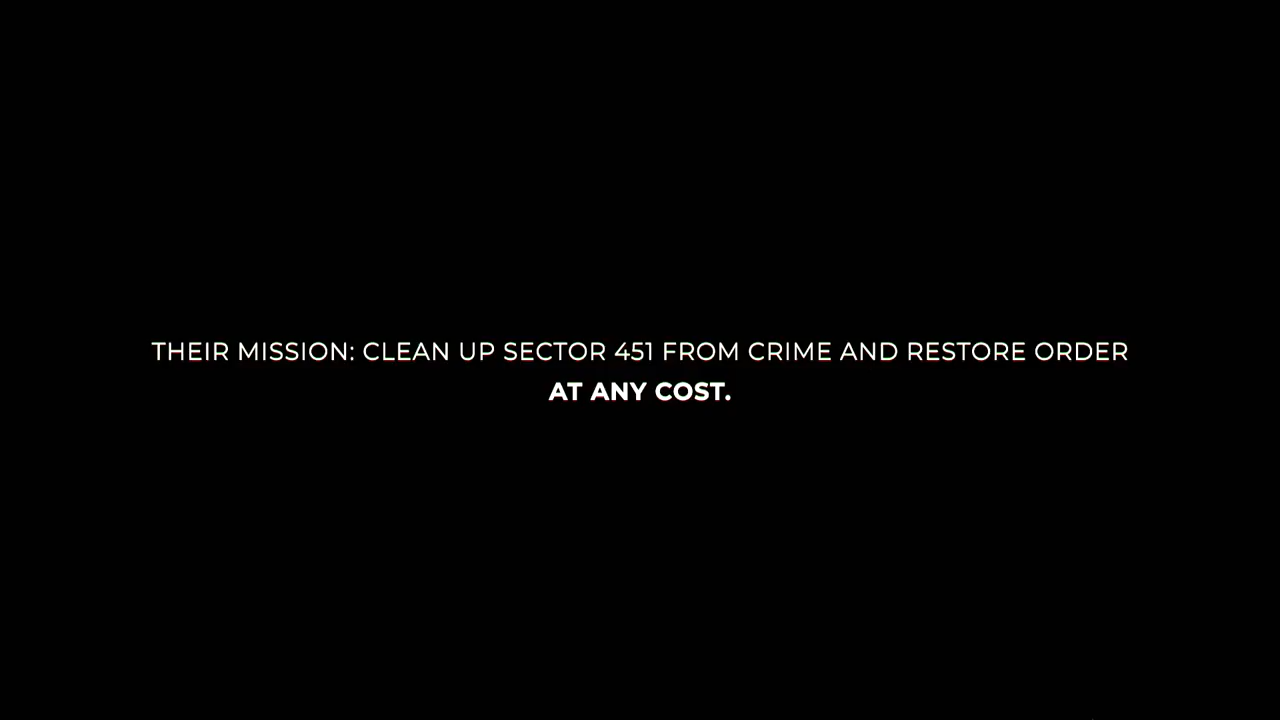 THEIR MISSION: CLEAN UP SECTOR 451 FROM CRIME AND RESTORE ORDER
AT ANY COST.